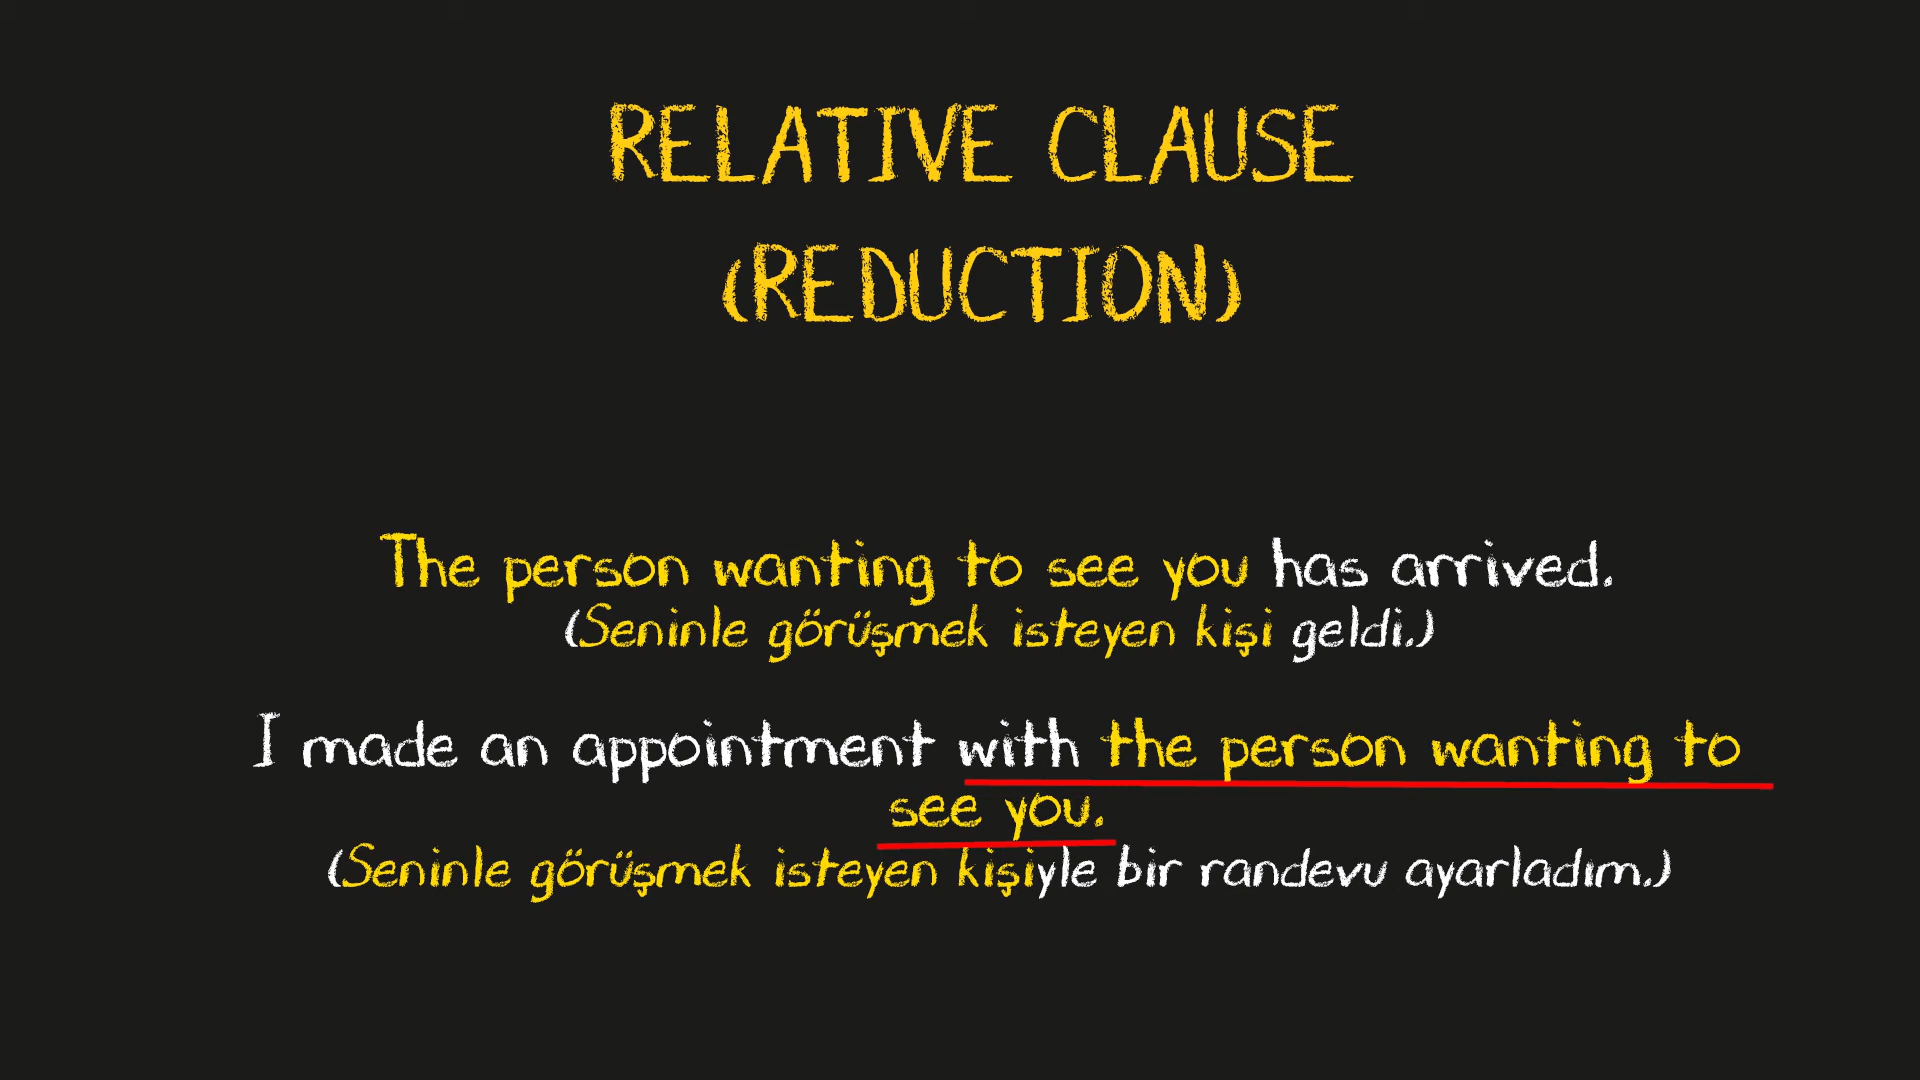 RELATIVE CLAUSE
(REDUCTION)
The person wanting to see you has arrived.
(Seninle görüşmek isteyen kişi geldi.)
I made an appointment with the person wanting to
see you.
(Seninle görüşmek isteyen kişiyle bir randevu ayarladım.)